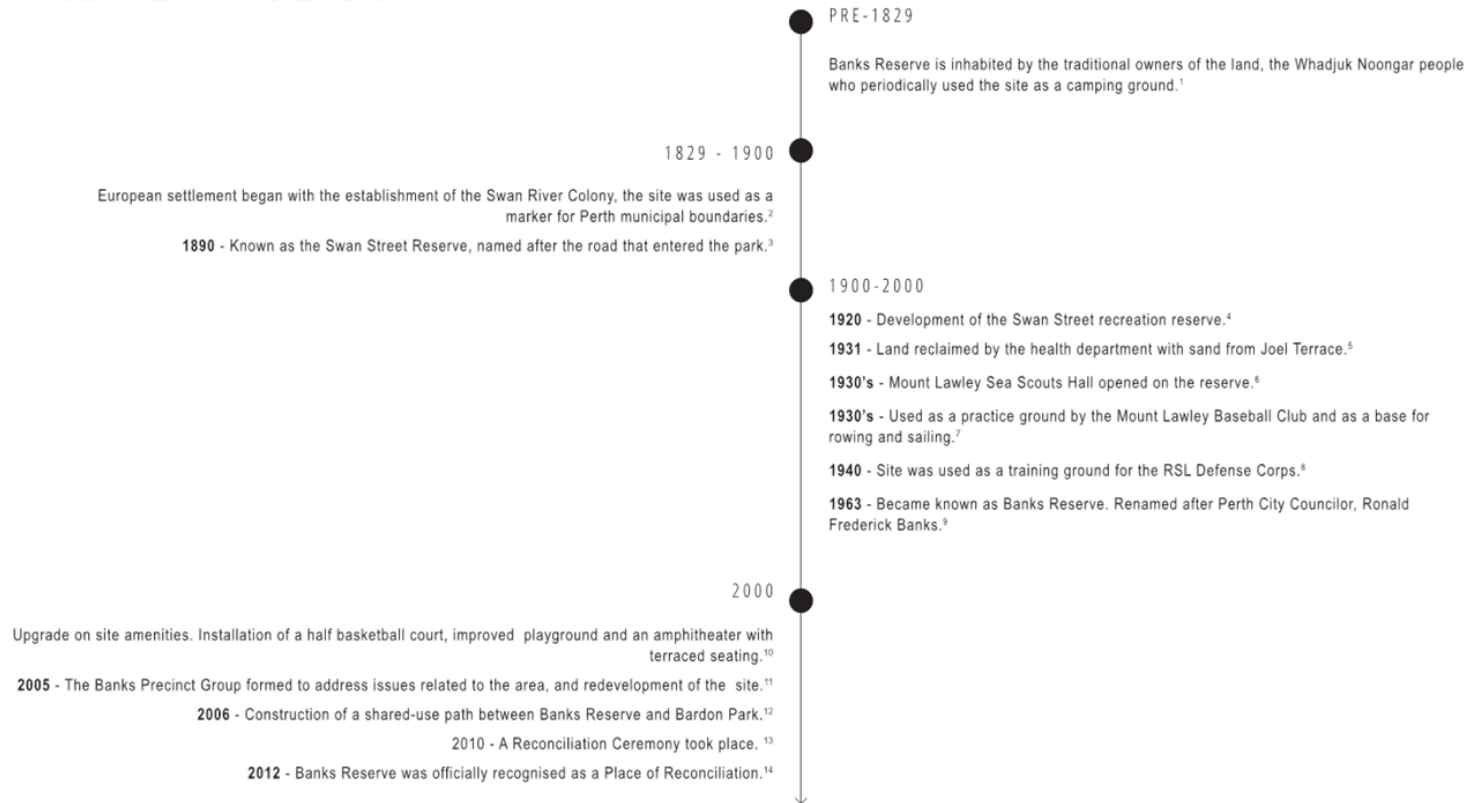 PRE-1829
Banks Reserve is inhabited by the traditional owners of the land, the Whadjuk Noongar people
who periodically used the site as a camping ground.¹
1829 - 1900
European settlement began with the establishment of the Swan River Colony, the site was used as a
marker for Perth municipal boundaries.²
1890 - Known as the Swan Street Reserve, named after the road that entered the park.³
1900-2000
1920 - Development of the Swan Street recreation reserve.⁴
1931 - Land reclaimed by the health department with sand from Joel Terrace.⁵
1930's - Mount Lawley Sea Scouts Hall opened on the reserve.⁶
1930's - Used as a practice ground by the Mount Lawley Baseball Club and as a base for
rowing and sailing.⁷
1940 - Site was used as a training ground for the RSL Defense Corps.⁸
1963 - Became known as Banks Reserve. Renamed after Perth City Councilor, Ronald
Frederick Banks.⁹
2000
Upgrade on site amenities. Installation of a half basketball court, improved playground and an amphitheater with
terraced seating.¹⁰
2005 - The Banks Precinct Group formed to address issues related to the area, and redevelopment of the site.¹¹
2006 - Construction of a shared-use path between Banks Reserve and Bardon Park.¹²
2010 - A Reconciliation Ceremony took place. ¹³
2012 - Banks Reserve was officially recognised as a Place of Reconciliation.¹⁴